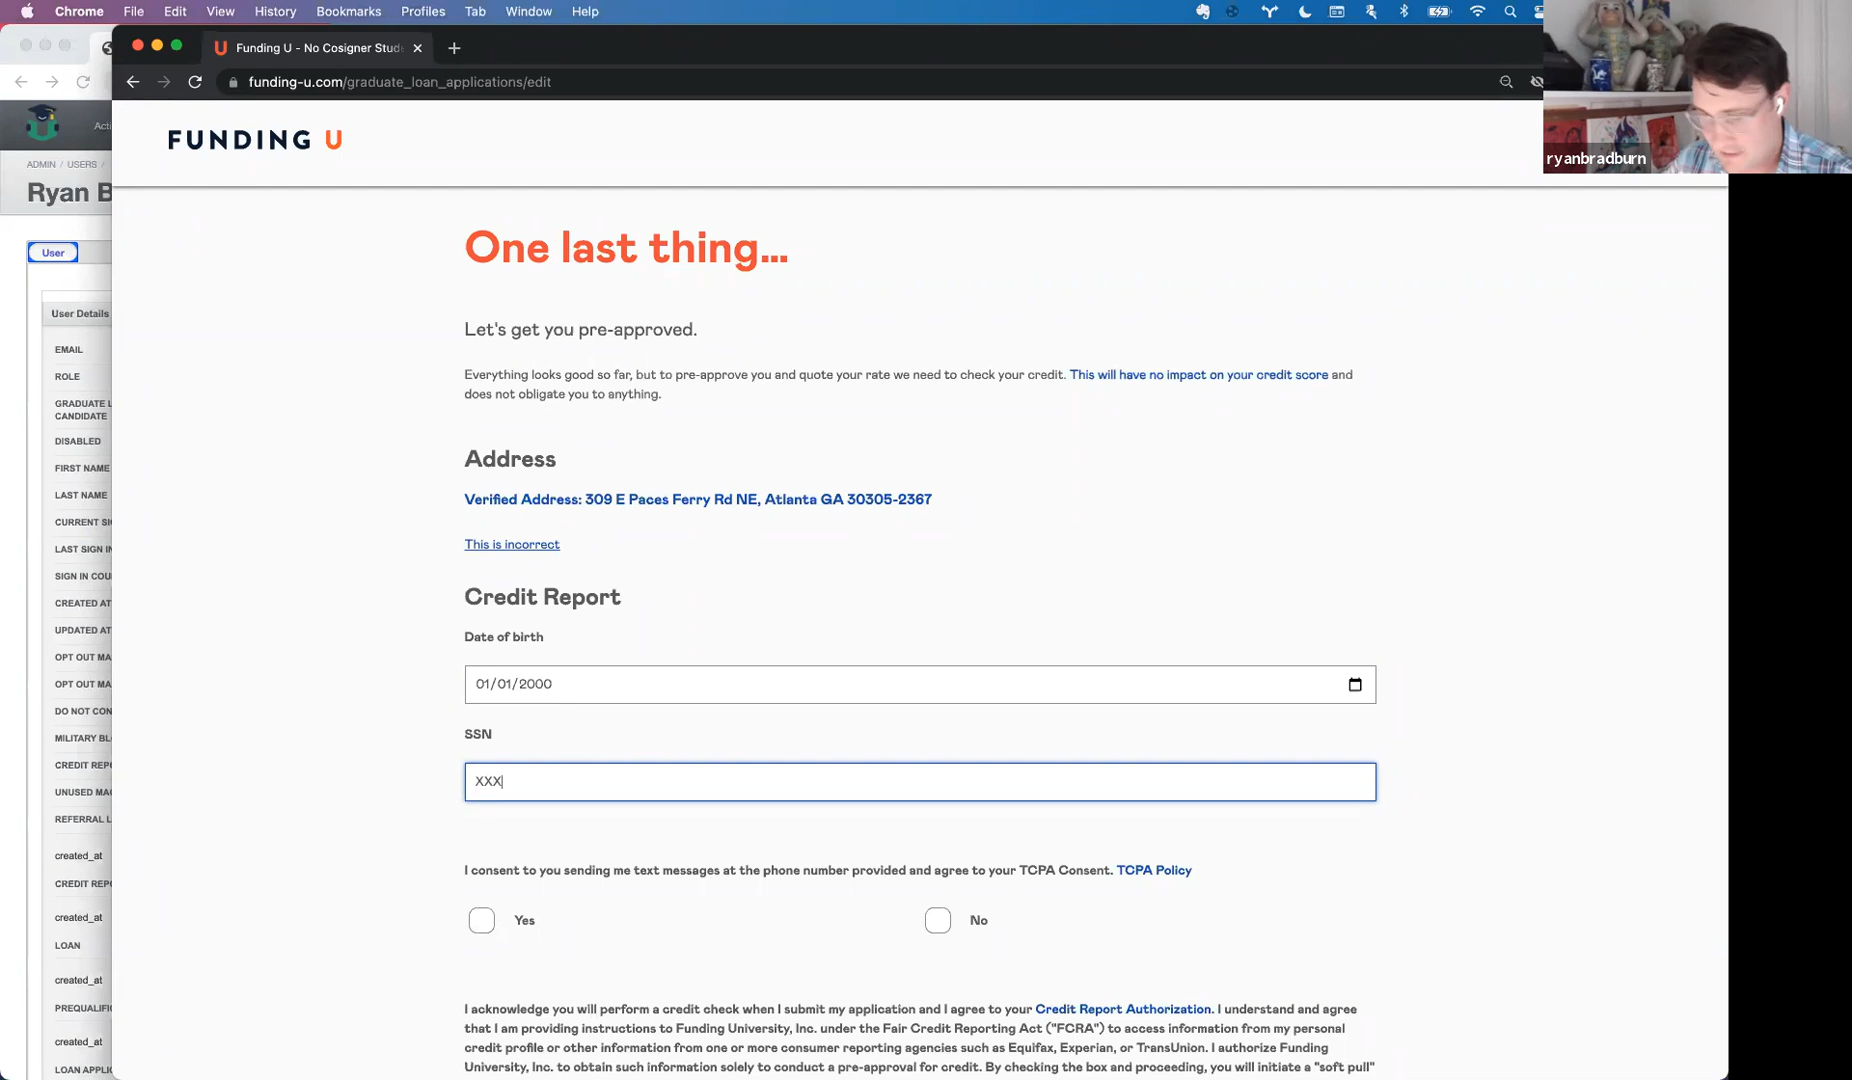 Chrome File Edit View History Bookmarks Profiles Tab Window Help
U Funding U - No Cosigner Stud
funding-u.com/graduate_loan_applications/edit
ryanbradburn
Acti
ADMIN / USERS /
Ryan B
User
User Details
EMAIL
ROLE
GRADUATE L
CANDIDATE
DISABLED
FIRST NAME
LAST NAME
CURRENT SI
LAST SIGN IN
SIGN IN COU
CREATED AT
UPDATED AT
OPT OUT MA
OPT OUT MA
DO NOT CON
MILITARY BL
CREDIT REPO
UNUSED MAG
REFERRAL L
created_at
CREDIT REPO
created_at
LOAN
created_at
PREQUALIFIC
created_at
LOAN APPLIC
FUNDING U
One last thing...
Let's get you pre-approved.
Everything looks good so far, but to pre-approve you and quote your rate we need to check your credit. This will have no impact on your credit score and
does not obligate you to anything.
Address
Verified Address: 309 E Paces Ferry Rd NE, Atlanta GA 30305-2367
This is incorrect
Credit Report
Date of birth
01/01/2000
SSN
XXX
I consent to you sending me text messages at the phone number provided and agree to your TCPA Consent. TCPA Policy
Yes No
I acknowledge you will perform a credit check when I submit my application and I agree to your Credit Report Authorization. I understand and agree
that I am providing instructions to Funding University, Inc. under the Fair Credit Reporting Act ("FCRA") to access information from my personal
credit profile or other information from one or more consumer reporting agencies such as Equifax, Experian, or TransUnion. I authorize Funding
University, Inc. to obtain such information solely to conduct a pre-approval for credit. By checking the box and proceeding, you will initiate a "soft pull"